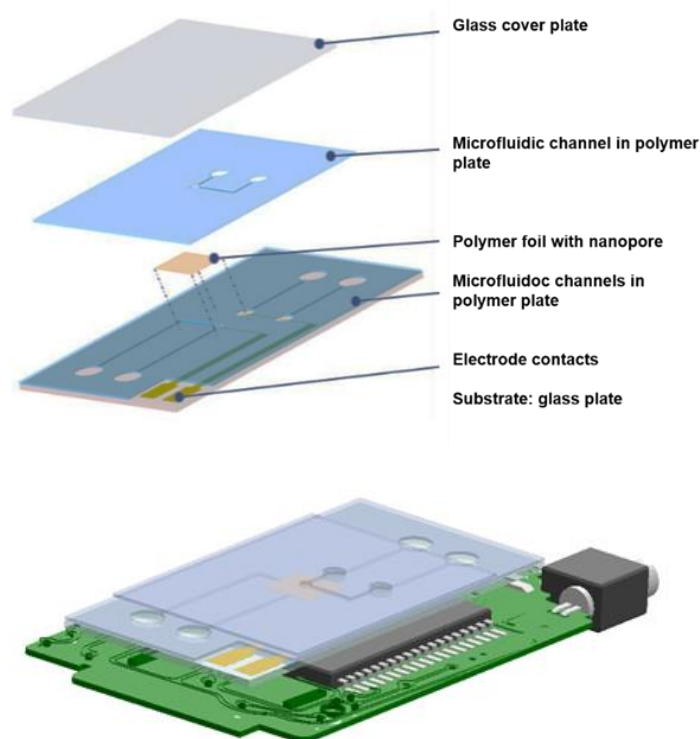 Glass cover plate
Microfluidic channel in polymer
plate
Polymer foil with nanopore
Microfluidoc channels in
polymer plate
Electrode contacts
Substrate: glass plate